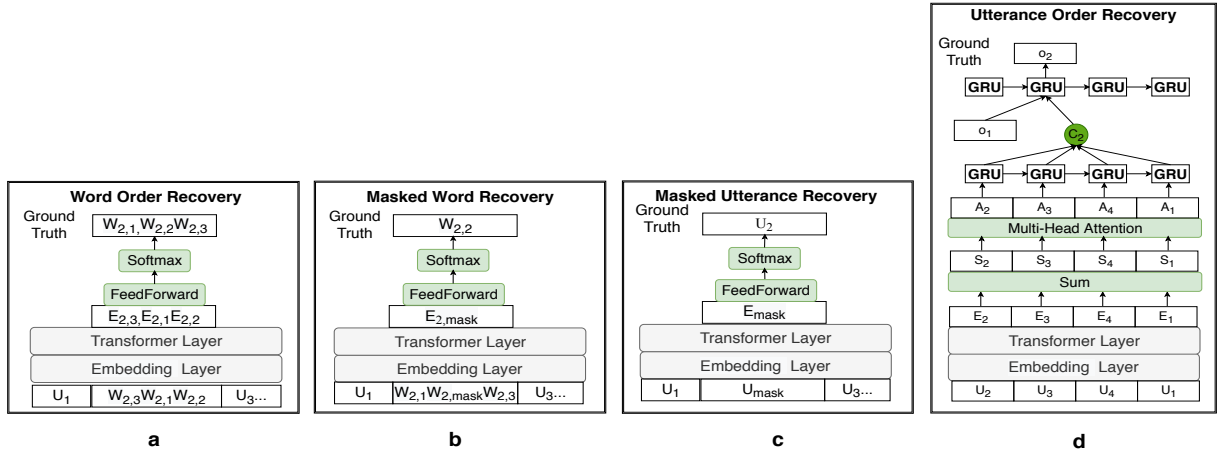 Word Order Recovery
Ground
Truth
W2,1,W2,2W2,3
Softmax
FeedForward
E2,3,E2,1E2,2
Transformer Layer
Embedding Layer
U1 W2,3W2,1W2,2 U3...
a
Masked Word Recovery
Ground
Truth
W2,2
Softmax
FeedForward
E2,mask
Transformer Layer
Embedding Layer
U1 W2,1W2,maskW2,3 U3...
b
Masked Utterance Recovery
Ground
Truth
U2
Softmax
FeedForward
Emask
Transformer Layer
Embedding Layer
U1 Umask U3...
c
Utterance Order Recovery
Ground
Truth
o2
GRU GRU GRU GRU
o1
C2
GRU GRU GRU GRU
A2 A3 A4 A1
Multi-Head Attention
S2 S3 S4 S1
Sum
E2 E3 E4 E1
Transformer Layer
Embedding Layer
U2 U3 U4 U1
d